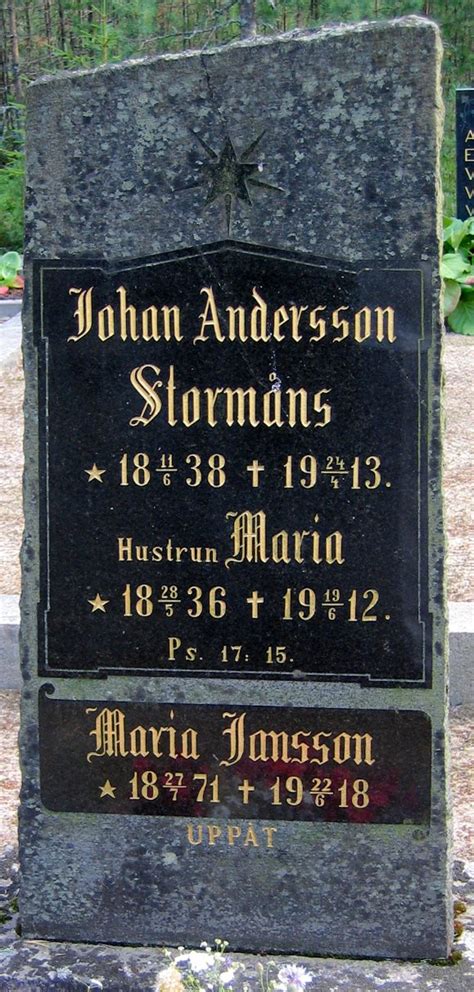 Johan Andersson
Stormåns
★ 18 11/6 38 ✝ 19 24/4 13.
Hustrun Maria
★ 18 28/5 36 ✝ 19 19/6 12.
Ps. 17: 15.
Maria Jansson
★ 18 27/7 71 ✝ 19 22/6 18
UPPÅT